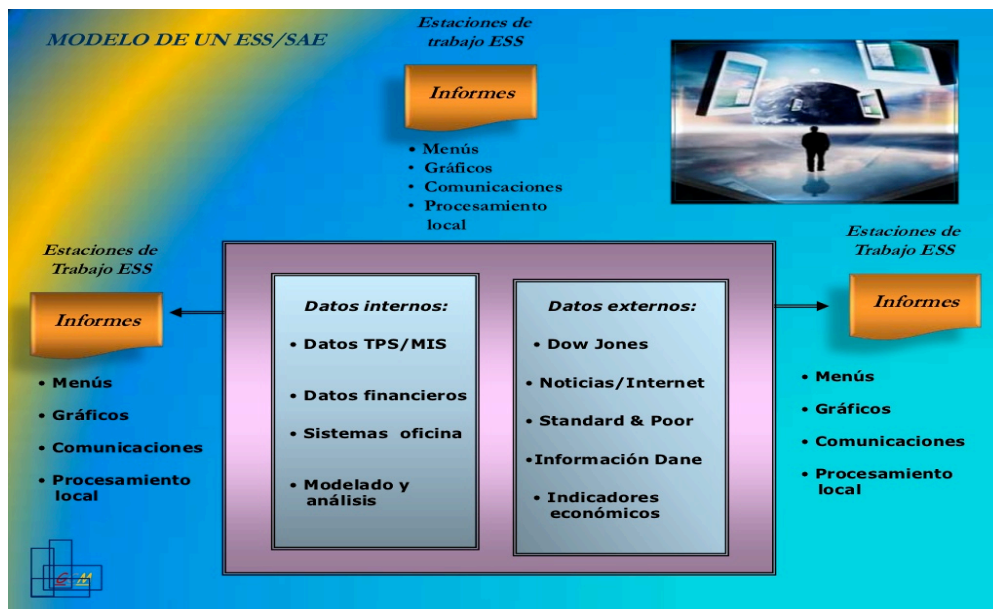 MODELO DE UN ESS/SAE
Estaciones de
trabajo ESS
Informes
• Menús
• Gráficos
• Comunicaciones
• Procesamiento
local
Estaciones de
Trabajo ESS
Informes
• Menús
• Gráficos
• Comunicaciones
• Procesamiento
local
Datos internos:
• Datos TPS/MIS
• Datos financieros
• Sistemas oficina
• Modelado y
análisis
Datos externos:
• Dow Jones
• Noticias/Internet
• Standard & Poor
•Información Dane
• Indicadores
económicos
Estaciones de
Trabajo ESS
Informes
• Menús
• Gráficos
• Comunicaciones
• Procesamiento
local
G M